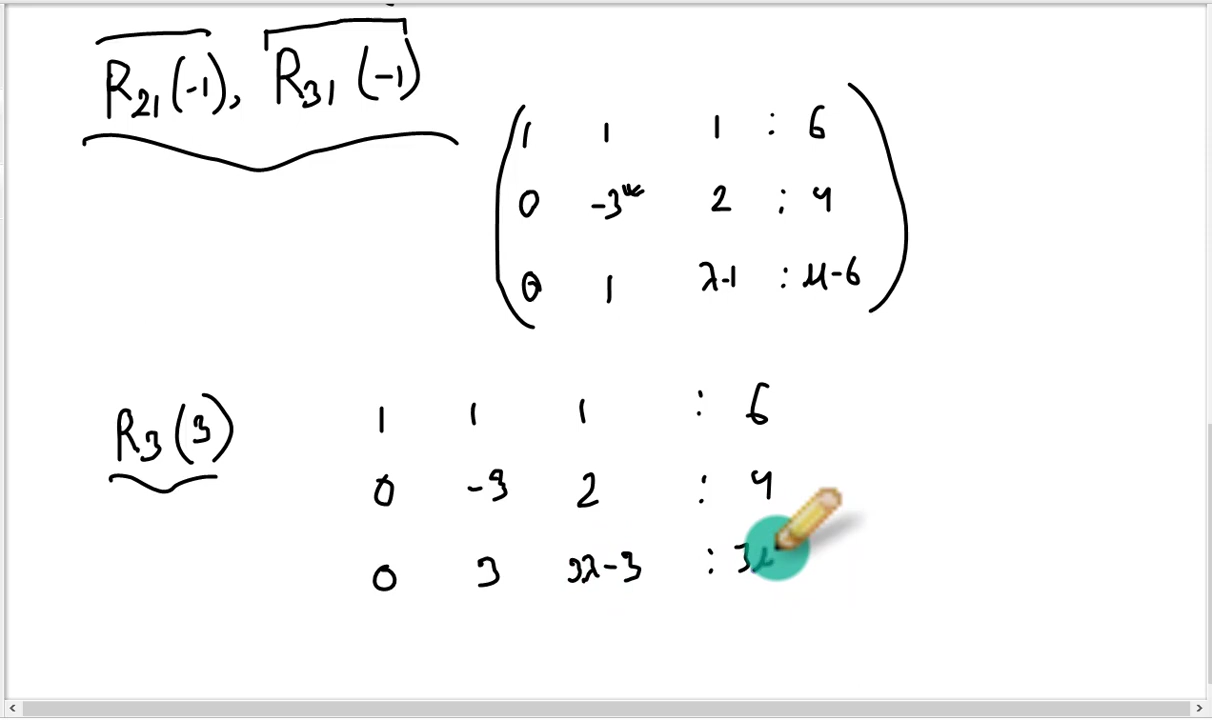 R₂₁(-1), R₃₁(-1)
1 1 1 : 6
0 -3 2 : 4
0 1 λ-1 : μ-6
R₃(3)
1 1 1 : 6
0 -3 2 : 4
0 3 3λ-3 : 3μ